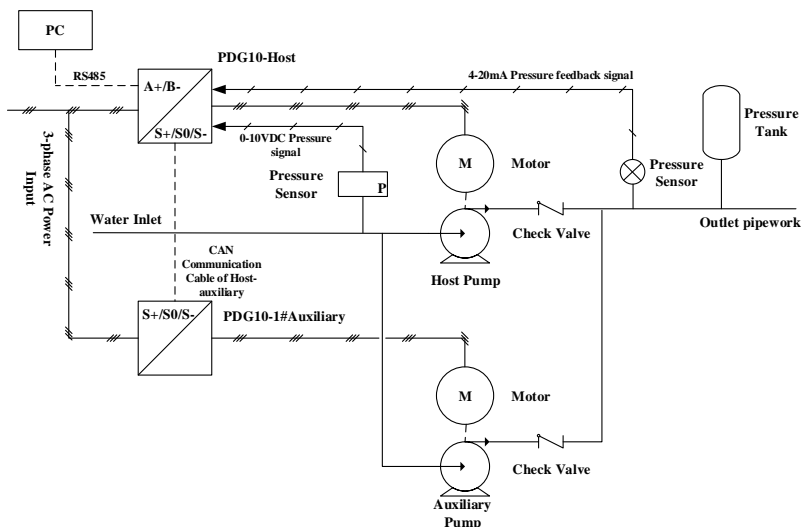 PC
PDG10-Host
RS485
A+/B-
4-20mA Pressure feedback signal
S+/S0/S-
0-10VDC Pressure
signal
Pressure
Tank
3-phase AC Power
Input
M
Motor
Pressure
Sensor
P
Pressure
Sensor
Water Inlet
Check Valve
Outlet pipework
CAN
Communication
Cable of Host-
auxiliary
Host Pump
S+/S0/S-
PDG10-1#Auxiliary
M
Motor
Check Valve
Auxiliary
Pump